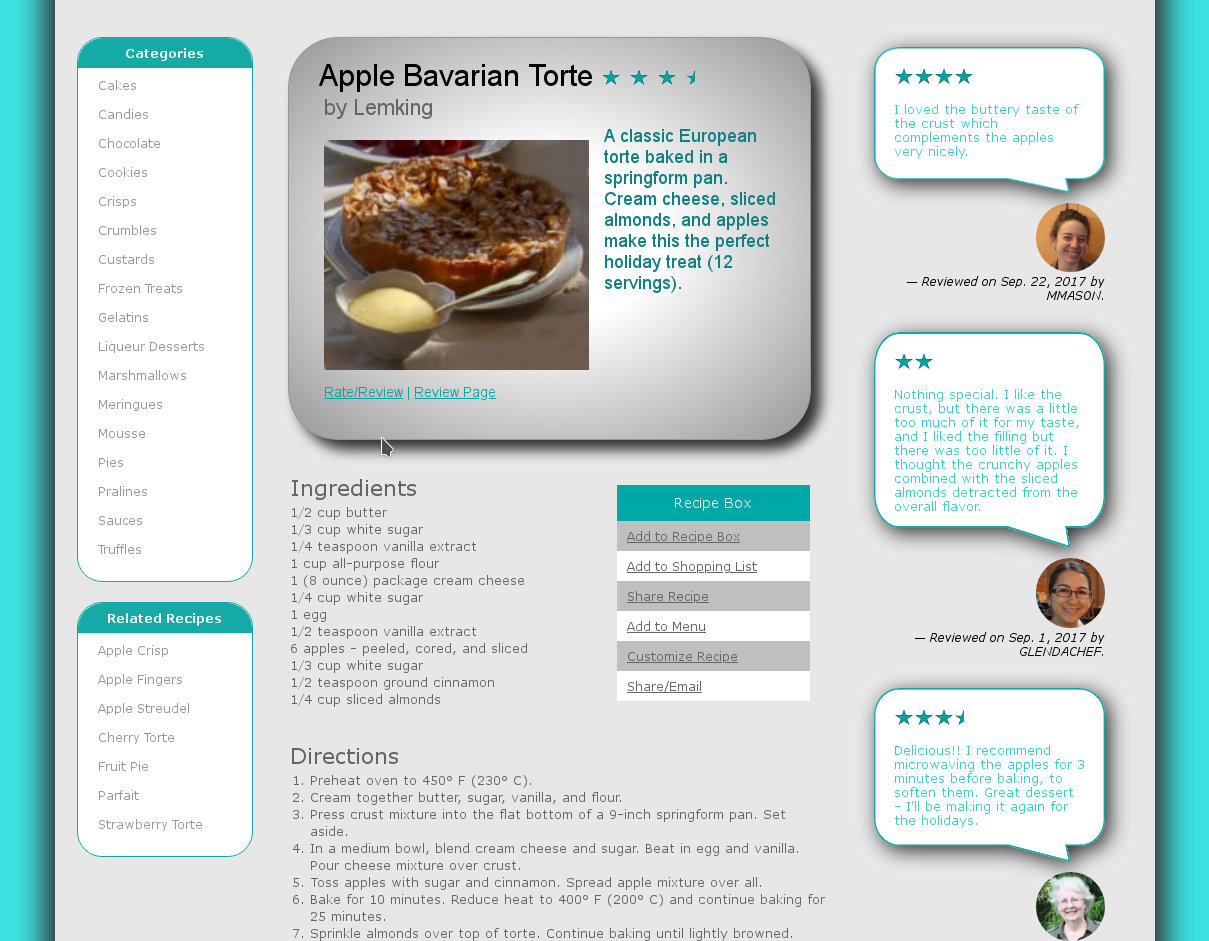 Categories
Cakes
Candies
Chocolate
Cookies
Crisps
Crumbles
Custards
Frozen Treats
Gelatins
Liqueur Desserts
Marshmallows
Meringues
Mousse
Pies
Pralines
Sauces
Truffles
Related Recipes
Apple Crisp
Apple Fingers
Apple Streudel
Cherry Torte
Fruit Pie
Parfait
Strawberry Torte
Apple Bavarian Torte
by Lemking
A classic European
torte baked in a
springform pan.
Cream cheese, sliced
almonds, and apples
make this the perfect
holiday treat (12
servings).
Rate/Review | Review Page
Ingredients
1/2 cup butter
1/3 cup white sugar
1/4 teaspoon vanilla extract
1 cup all-purpose flour
1 (8 ounce) package cream cheese
1/4 cup white sugar
1 egg
1/2 teaspoon vanilla extract
6 apples - peeled, cored, and sliced
1/3 cup white sugar
1/2 teaspoon ground cinnamon
1/4 cup sliced almonds
Recipe Box
Add to Recipe Box
Add to Shopping List
Share Recipe
Add to Menu
Customize Recipe
Share/Email
Directions
1. Preheat oven to 450° F (230° C).
2. Cream together butter, sugar, vanilla, and flour.
3. Press crust mixture into the flat bottom of a 9-inch springform pan. Set
aside.
4. In a medium bowl, blend cream cheese and sugar. Beat in egg and vanilla.
Pour cheese mixture over crust.
5. Toss apples with sugar and cinnamon. Spread apple mixture over all.
6. Bake for 10 minutes. Reduce heat to 400° F (200° C) and continue baking for
25 minutes.
7. Sprinkle almonds over top of torte. Continue baking until lightly browned.
I loved the buttery taste of
the crust which
complements the apples
very nicely.
— Reviewed on Sep. 22, 2017 by
MMASON.
Nothing special. I like the
crust, but there was a little
too much of it for my taste,
and I liked the filling but
there was too little of it. I
thought the crunchy apples
combined with the sliced
almonds detracted from the
overall flavor.
— Reviewed on Sep. 1, 2017 by
GLENDACHEF.
Delicious!! I recommend
microwaving the apples for 3
minutes before baking, to
soften them. Great dessert
- I'll be making it again for
the holidays.